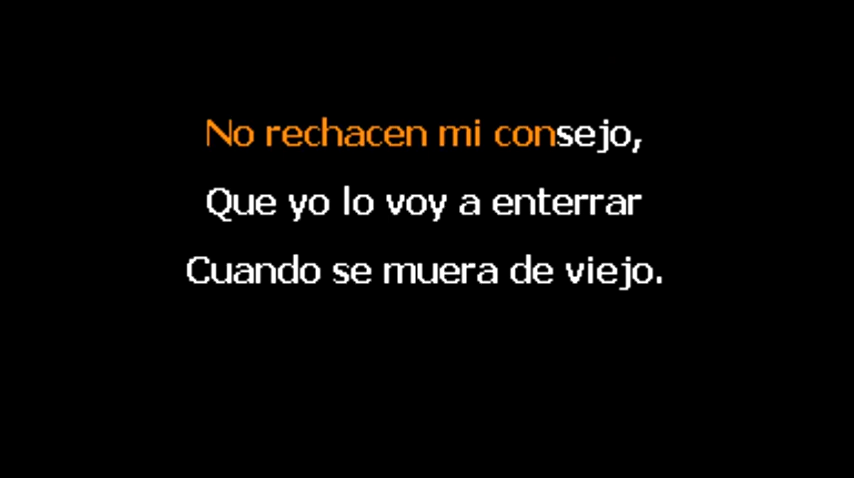 No rechacen mi consejo,
Que yo lo voy a enterrar
Cuando se muera de viejo.